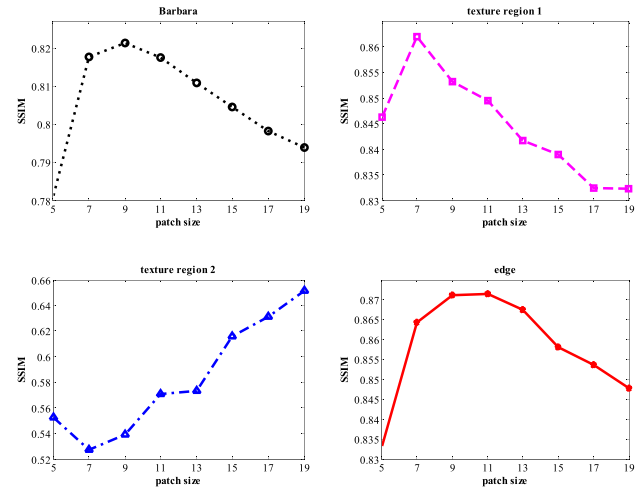 Barbara
SSIM
0.82
0.81
0.8
0.79
0.78
5 7 9 11 13 15 17 19
patch size
texture region 1
SSIM
0.86
0.855
0.85
0.845
0.84
0.835
0.83
5 7 9 11 13 15 17 19
patch size
texture region 2
SSIM
0.66
0.64
0.62
0.6
0.58
0.56
0.54
0.52
5 7 9 11 13 15 17 19
patch size
edge
SSIM
0.87
0.865
0.86
0.855
0.85
0.845
0.84
0.835
0.83
5 7 9 11 13 15 17 19
patch size